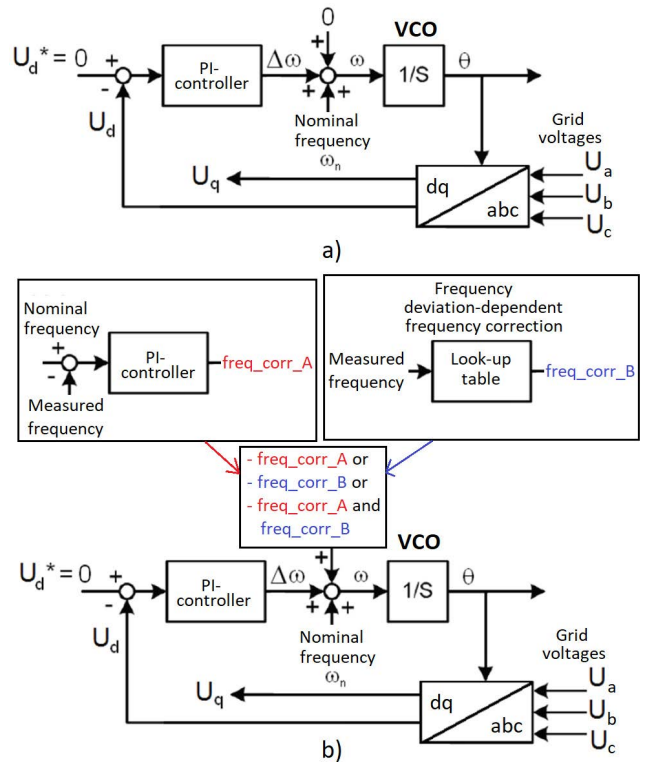 VCO
0
U_d* = 0
+
-
PI-
controller
Δω
+
+
+
ω
1/S
θ
Nominal
frequency
ω_n
U_d
U_q
dq
abc
Grid
voltages
U_a
U_b
U_c
a)
Nominal
frequency
+
-
PI-
controller
freq_corr_A
Measured
frequency
Frequency
deviation-dependent
frequency correction
Measured
frequency
Look-up
table
freq_corr_B
- freq_corr_A or
- freq_corr_B or
- freq_corr_A and
freq_corr_B
VCO
U_d* = 0
+
-
PI-
controller
Δω
+
+
+
ω
1/S
θ
Nominal
frequency
ω_n
U_d
U_q
dq
abc
Grid
voltages
U_a
U_b
U_c
b)